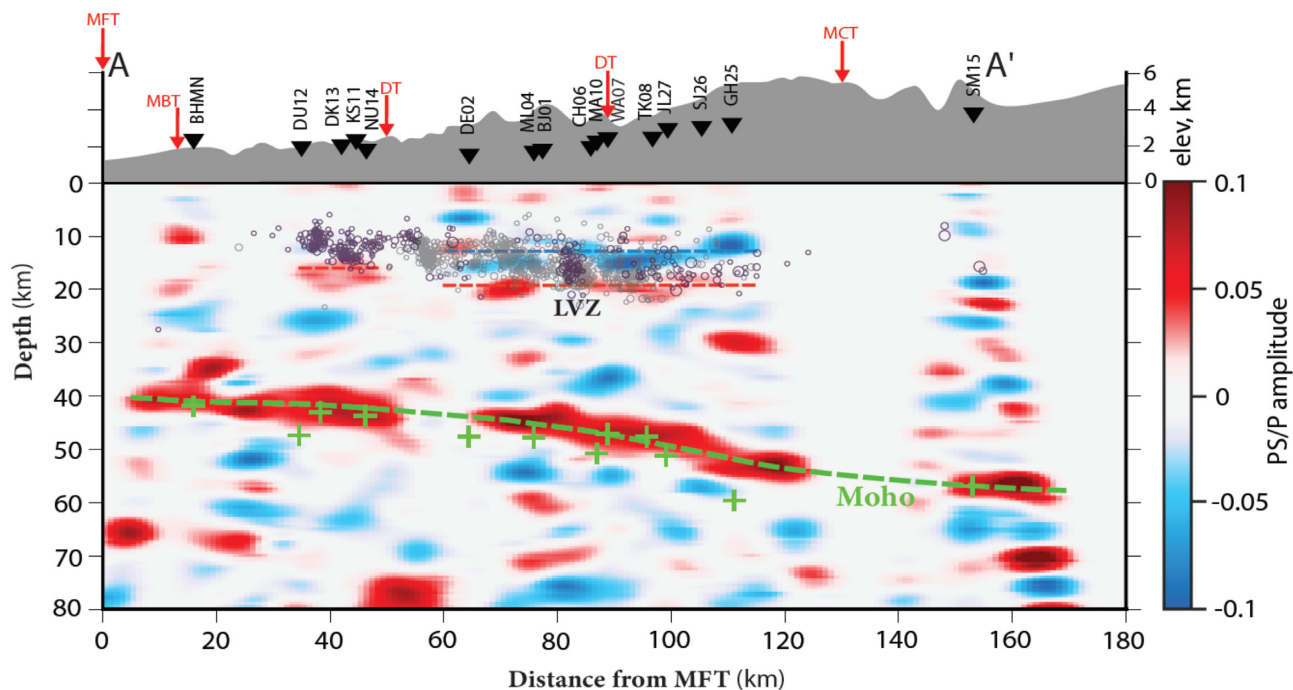 MFT
A
MBT
BHMN
DU12
DK13
KS11
NU14
DT
DE02
ML04
BJ01
CH06
MA10
WA07
DT
TK08
JL27
SJ26
GH25
MCT
SM15
A'
6
4
2
0
elev, km
0
10
20
30
40
50
60
70
80
Depth (km)
LVZ
Moho
0.1
0.05
0
-0.05
-0.1
PS/P amplitude
0 20 40 60 80 100 120 140 160 180
Distance from MFT (km)